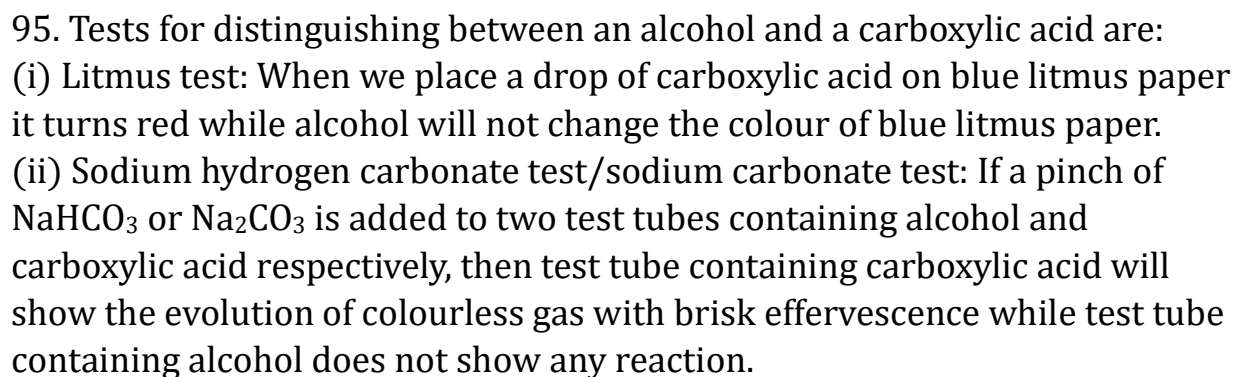 95. Tests for distinguishing between an alcohol and a carboxylic acid are:
(i) Litmus test: When we place a drop of carboxylic acid on blue litmus paper
it turns red while alcohol will not change the colour of blue litmus paper.
(ii) Sodium hydrogen carbonate test/sodium carbonate test: If a pinch of
NaHCO₃ or Na₂CO₃ is added to two test tubes containing alcohol and
carboxylic acid respectively, then test tube containing carboxylic acid will
show the evolution of colourless gas with brisk effervescence while test tube
containing alcohol does not show any reaction.